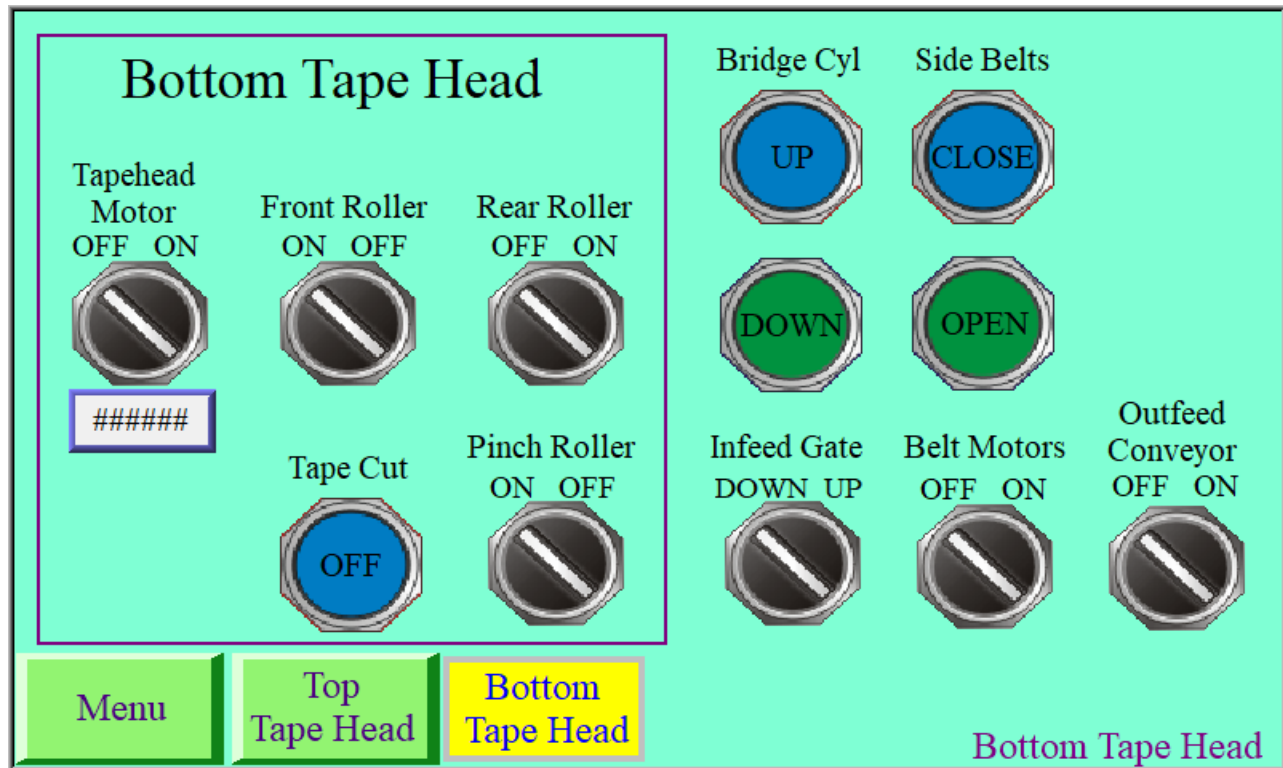 Bottom Tape Head
Tapehead
Motor
OFF ON
Front Roller
ON OFF
Rear Roller
OFF ON
######
Tape Cut
OFF
Pinch Roller
ON OFF
Bridge Cyl
UP
DOWN
Side Belts
CLOSE
OPEN
Infeed Gate
DOWN UP
Belt Motors
OFF ON
Outfeed
Conveyor
OFF ON
Menu
Top
Tape Head
Bottom
Tape Head
Bottom Tape Head